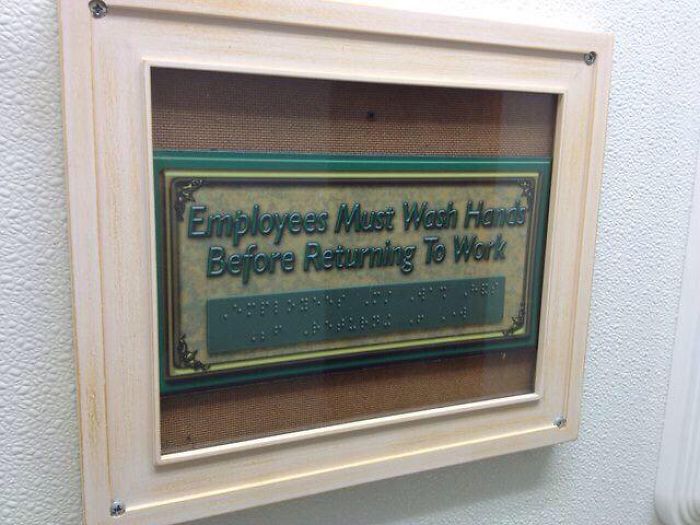 Employees Must Wash Hands
Before Returning To Work